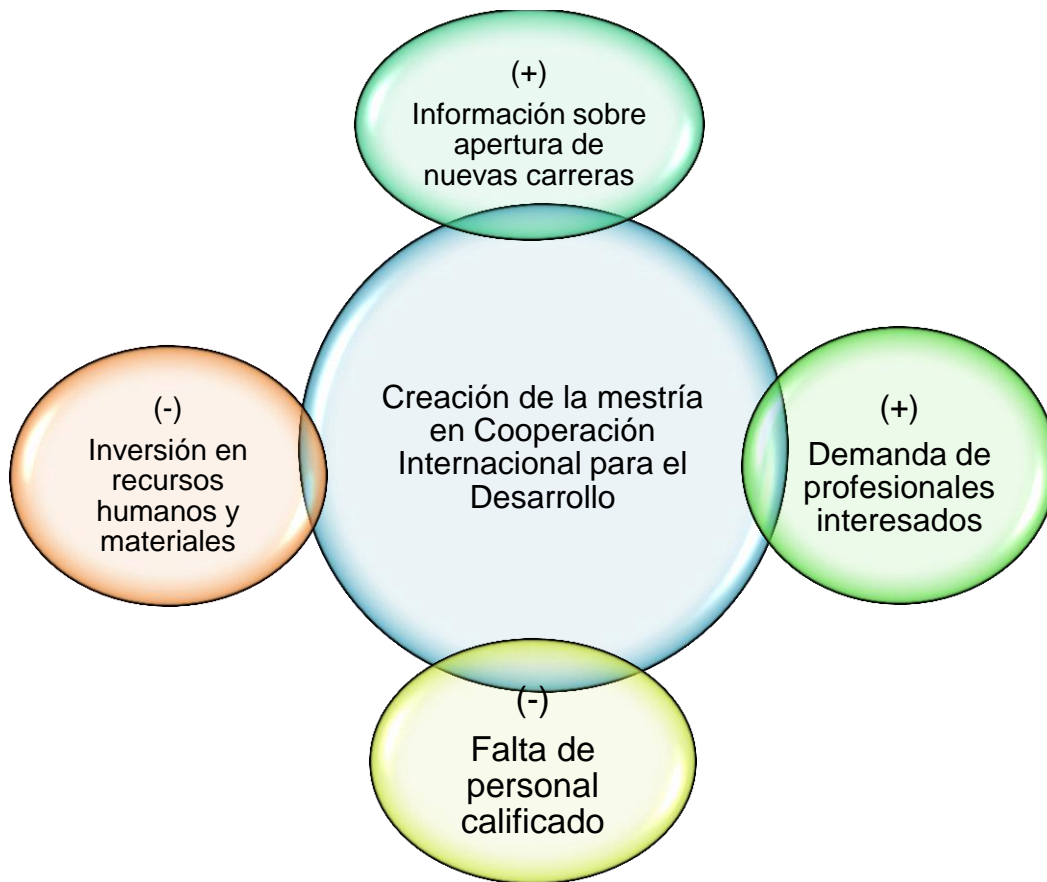 (+)
Información sobre
apertura de
nuevas carreras
(-)
Inversión en
recursos
humanos y
materiales
Creación de la mestría
en Cooperación
Internacional para el
Desarrollo
(+)
Demanda de
profesionales
interesados
(-)
Falta de
personal
calificado